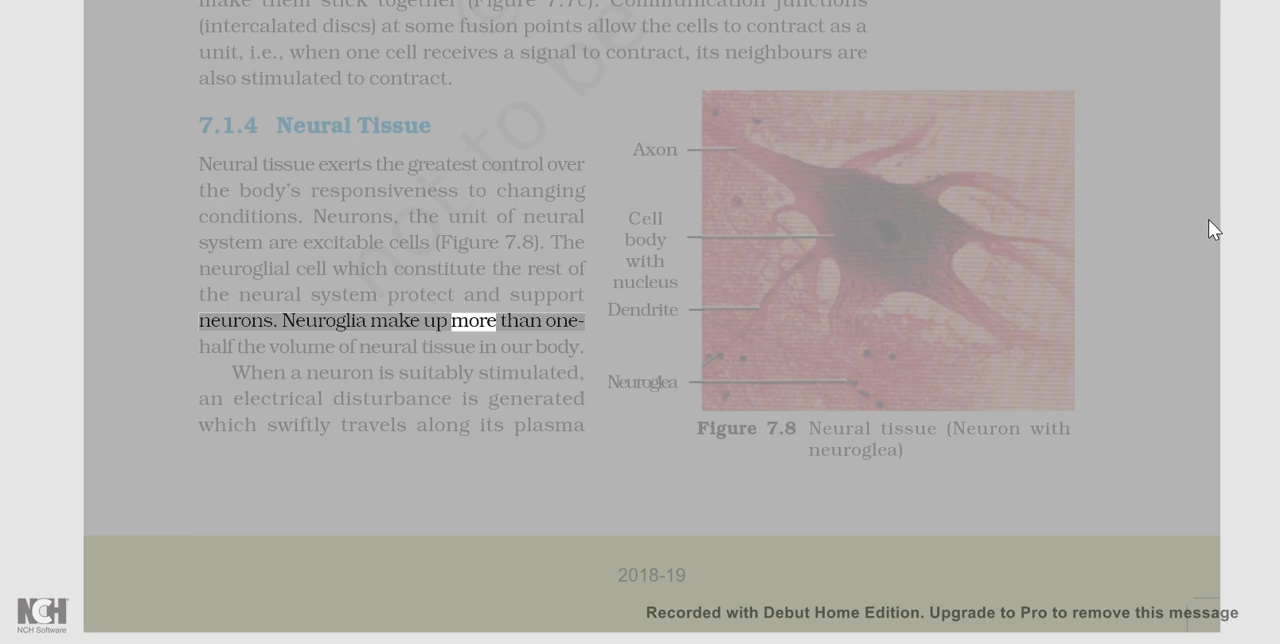 make them stick together (Figure 7.7c). Communication junctions
(intercalated discs) at some fusion points allow the cells to contract as a
unit, i.e., when one cell receives a signal to contract, its neighbours are
also stimulated to contract.
7.1.4 Neural Tissue
Neural tissue exerts the greatest control over
the body's responsiveness to changing
conditions. Neurons, the unit of neural
system are excitable cells (Figure 7.8). The
neuroglial cell which constitute the rest of
the neural system protect and support
neurons. Neuroglia make up more than one-
half the volume of neural tissue in our body.
When a neuron is suitably stimulated,
an electrical disturbance is generated
which swiftly travels along its plasma
Axon
Cell
body
with
nucleus
Dendrite
Neuroglea
Figure 7.8 Neural tissue (Neuron with
neuroglea)
not to be
2018-19
NCH
NCH Software
Recorded with Debut Home Edition. Upgrade to Pro to remove this message